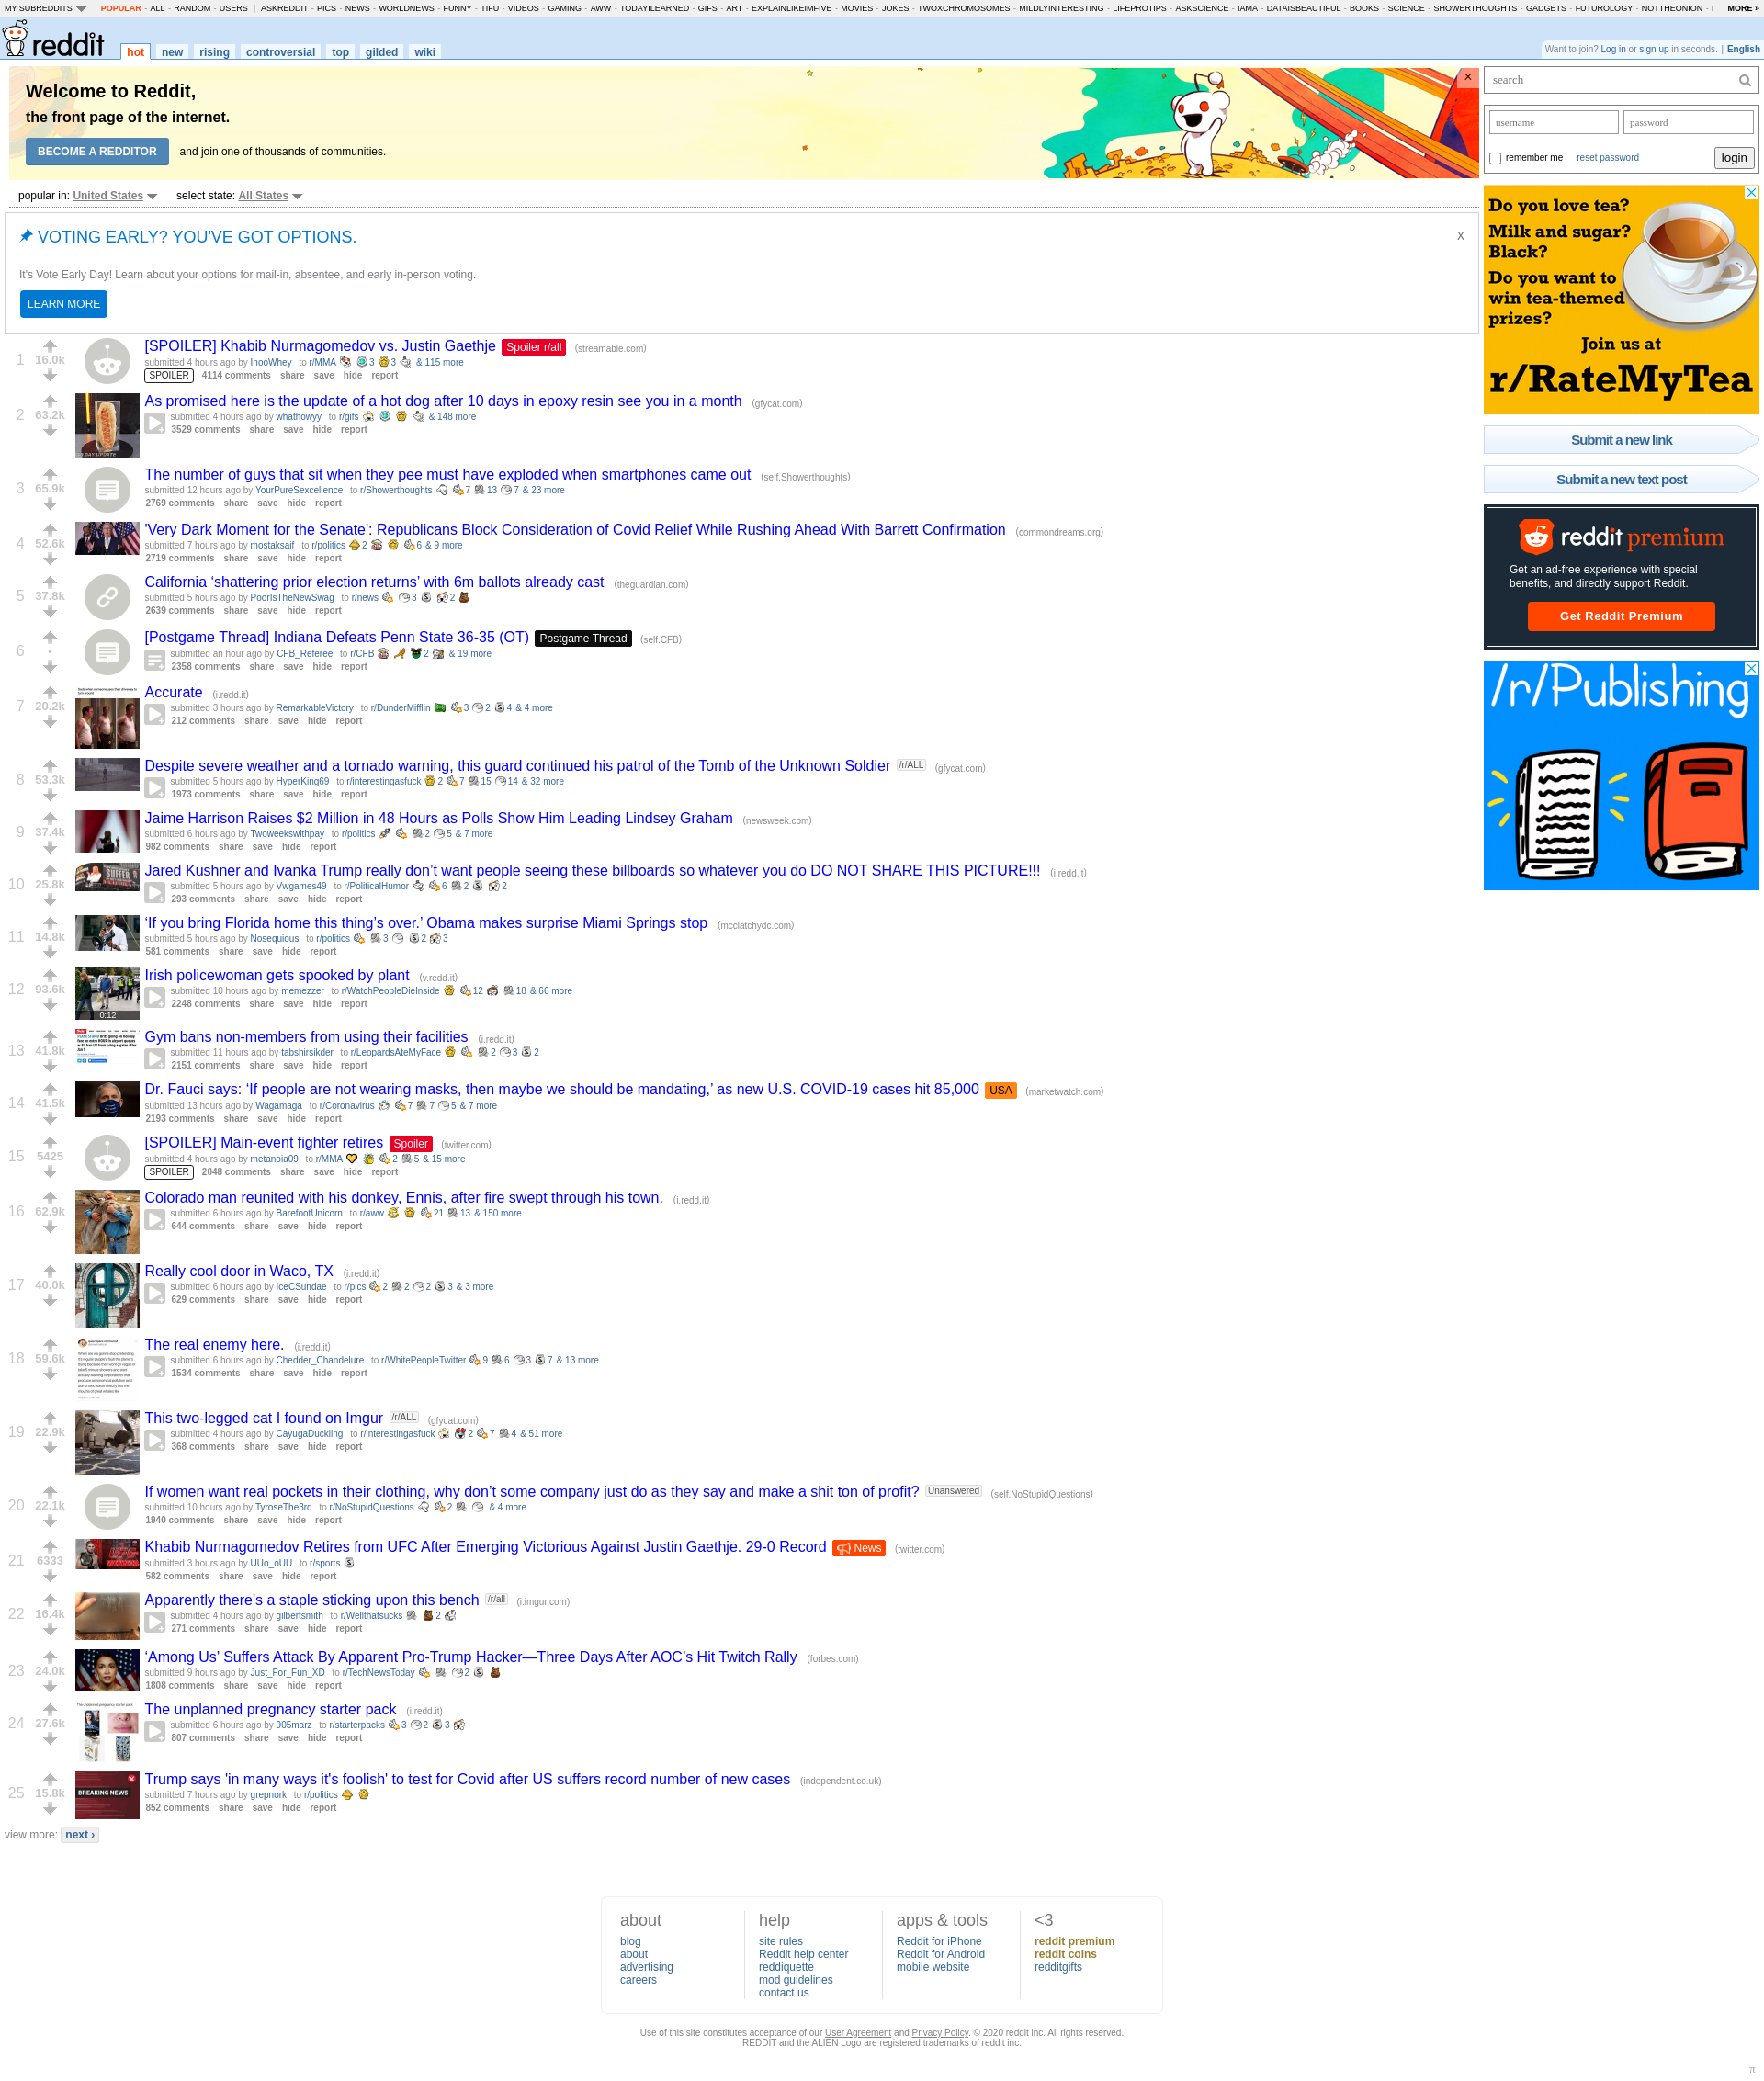 MY SUBREDDITS POPULAR - ALL - RANDOM - USERS | ASKREDDIT - PICS - NEWS - WORLDNEWS - FUNNY - TIFU - VIDEOS - GAMING - AWW - TODAYILEARNED - GIFS - ART - EXPLAINLIKEIMFIVE - MOVIES - JOKES - TWOXCHROMOSOMES - MILDLYINTERESTING - LIFEPROTIPS - ASKSCIENCE - IAMA - DATAISBEAUTIFUL - BOOKS - SCIENCE - SHOWERTHOUGHTS - GADGETS - FUTUROLOGY - NOTTHEONION - MORE »
reddit hot new rising controversial top gilded wiki
Want to join? Log in or sign up in seconds. | English
Welcome to Reddit,
the front page of the internet.
BECOME A REDDITOR and join one of thousands of communities.
×
popular in: United States select state: All States
VOTING EARLY? YOU'VE GOT OPTIONS. X
It's Vote Early Day! Learn about your options for mail-in, absentee, and early in-person voting.
LEARN MORE
1 16.0k [SPOILER] Khabib Nurmagomedov vs. Justin Gaethje Spoiler r/all (streamable.com)
submitted 4 hours ago by InooWhey to r/MMA 3 3 & 115 more
SPOILER 4114 comments share save hide report
2 63.2k As promised here is the update of a hot dog after 10 days in epoxy resin see you in a month (gfycat.com)
submitted 4 hours ago by whathowyy to r/gifs & 148 more
3529 comments share save hide report
3 65.9k The number of guys that sit when they pee must have exploded when smartphones came out (self.Showerthoughts)
submitted 12 hours ago by YourPureSexcellence to r/Showerthoughts 7 13 7 & 23 more
2769 comments share save hide report
4 52.6k 'Very Dark Moment for the Senate': Republicans Block Consideration of Covid Relief While Rushing Ahead With Barrett Confirmation (commondreams.org)
submitted 7 hours ago by mostaksaif to r/politics 2 6 & 9 more
2719 comments share save hide report
5 37.8k California ‘shattering prior election returns’ with 6m ballots already cast (theguardian.com)
submitted 5 hours ago by PoorIsTheNewSwag to r/news 3 2
2639 comments share save hide report
6 • [Postgame Thread] Indiana Defeats Penn State 36-35 (OT) Postgame Thread (self.CFB)
submitted an hour ago by CFB_Referee to r/CFB 2 & 19 more
2358 comments share save hide report
7 20.2k Accurate (i.redd.it)
submitted 3 hours ago by RemarkableVictory to r/DunderMifflin 3 2 4 & 4 more
212 comments share save hide report
8 53.3k Despite severe weather and a tornado warning, this guard continued his patrol of the Tomb of the Unknown Soldier /r/ALL (gfycat.com)
submitted 5 hours ago by HyperKing69 to r/interestingasfuck 2 7 15 14 & 32 more
1973 comments share save hide report
9 37.4k Jaime Harrison Raises $2 Million in 48 Hours as Polls Show Him Leading Lindsey Graham (newsweek.com)
submitted 6 hours ago by Twoweekswithpay to r/politics 2 5 & 7 more
982 comments share save hide report
10 25.8k Jared Kushner and Ivanka Trump really don’t want people seeing these billboards so whatever you do DO NOT SHARE THIS PICTURE!!! (i.redd.it)
submitted 5 hours ago by Vwgames49 to r/PoliticalHumor 6 2 2
293 comments share save hide report
11 14.8k ‘If you bring Florida home this thing’s over.’ Obama makes surprise Miami Springs stop (mcclatchydc.com)
submitted 5 hours ago by Nosequious to r/politics 3 2 3
581 comments share save hide report
12 93.6k Irish policewoman gets spooked by plant (v.redd.it)
submitted 10 hours ago by memezzer to r/WatchPeopleDieInside 12 18 & 66 more
0:12 2248 comments share save hide report
13 41.8k Gym bans non-members from using their facilities (i.redd.it)
submitted 11 hours ago by tabshirsikder to r/LeopardsAteMyFace 2 3 2
2151 comments share save hide report
14 41.5k Dr. Fauci says: ‘If people are not wearing masks, then maybe we should be mandating,’ as new U.S. COVID-19 cases hit 85,000 USA (marketwatch.com)
submitted 13 hours ago by Wagamaga to r/Coronavirus 7 7 5 & 7 more
2193 comments share save hide report
15 5425 [SPOILER] Main-event fighter retires Spoiler (twitter.com)
submitted 4 hours ago by metanoia09 to r/MMA 2 5 & 15 more
SPOILER 2048 comments share save hide report
16 62.9k Colorado man reunited with his donkey, Ennis, after fire swept through his town. (i.redd.it)
submitted 6 hours ago by BarefootUnicorn to r/aww 21 13 & 150 more
644 comments share save hide report
17 40.0k Really cool door in Waco, TX (i.redd.it)
submitted 6 hours ago by IceCSundae to r/pics 2 2 2 3 & 3 more
629 comments share save hide report
18 59.6k The real enemy here. (i.redd.it)
submitted 6 hours ago by Chedder_Chandelure to r/WhitePeopleTwitter 9 6 3 7 & 13 more
1534 comments share save hide report
19 22.9k This two-legged cat I found on Imgur /r/ALL (gfycat.com)
submitted 4 hours ago by CayugaDuckling to r/interestingasfuck 2 7 4 & 51 more
368 comments share save hide report
20 22.1k If women want real pockets in their clothing, why don’t some company just do as they say and make a shit ton of profit? Unanswered (self.NoStupidQuestions)
submitted 10 hours ago by TyroseThe3rd to r/NoStupidQuestions 2 & 4 more
1940 comments share save hide report
21 6333 Khabib Nurmagomedov Retires from UFC After Emerging Victorious Against Justin Gaethje. 29-0 Record News (twitter.com)
submitted 3 hours ago by UUo_oUU to r/sports
582 comments share save hide report
22 16.4k Apparently there's a staple sticking upon this bench /r/all (i.imgur.com)
submitted 4 hours ago by gilbertsmith to r/Wellthatsucks 2
271 comments share save hide report
23 24.0k ‘Among Us’ Suffers Attack By Apparent Pro-Trump Hacker—Three Days After AOC’s Hit Twitch Rally (forbes.com)
submitted 9 hours ago by Just_For_Fun_XD to r/TechNewsToday 2
1808 comments share save hide report
24 27.6k The unplanned pregnancy starter pack (i.redd.it)
submitted 6 hours ago by 905marz to r/starterpacks 3 2 3
807 comments share save hide report
25 15.8k Trump says 'in many ways it's foolish' to test for Covid after US suffers record number of new cases (independent.co.uk)
BREAKING NEWS submitted 7 hours ago by grepnork to r/politics
852 comments share save hide report
view more: next ›
search
username password
remember me reset password login
Do you love tea?
Milk and sugar?
Black?
Do you want to
win tea-themed
prizes?
Join us at
r/RateMyTea
Submit a new link
Submit a new text post
reddit premium
Get an ad-free experience with special
benefits, and directly support Reddit.
Get Reddit Premium
/r/Publishing
about
blog
about
advertising
careers
help
site rules
Reddit help center
reddiquette
mod guidelines
contact us
apps & tools
Reddit for iPhone
Reddit for Android
mobile website
<3
reddit premium
reddit coins
redditgifts
Use of this site constitutes acceptance of our User Agreement and Privacy Policy. © 2020 reddit inc. All rights reserved.
REDDIT and the ALIEN Logo are registered trademarks of reddit inc.
π